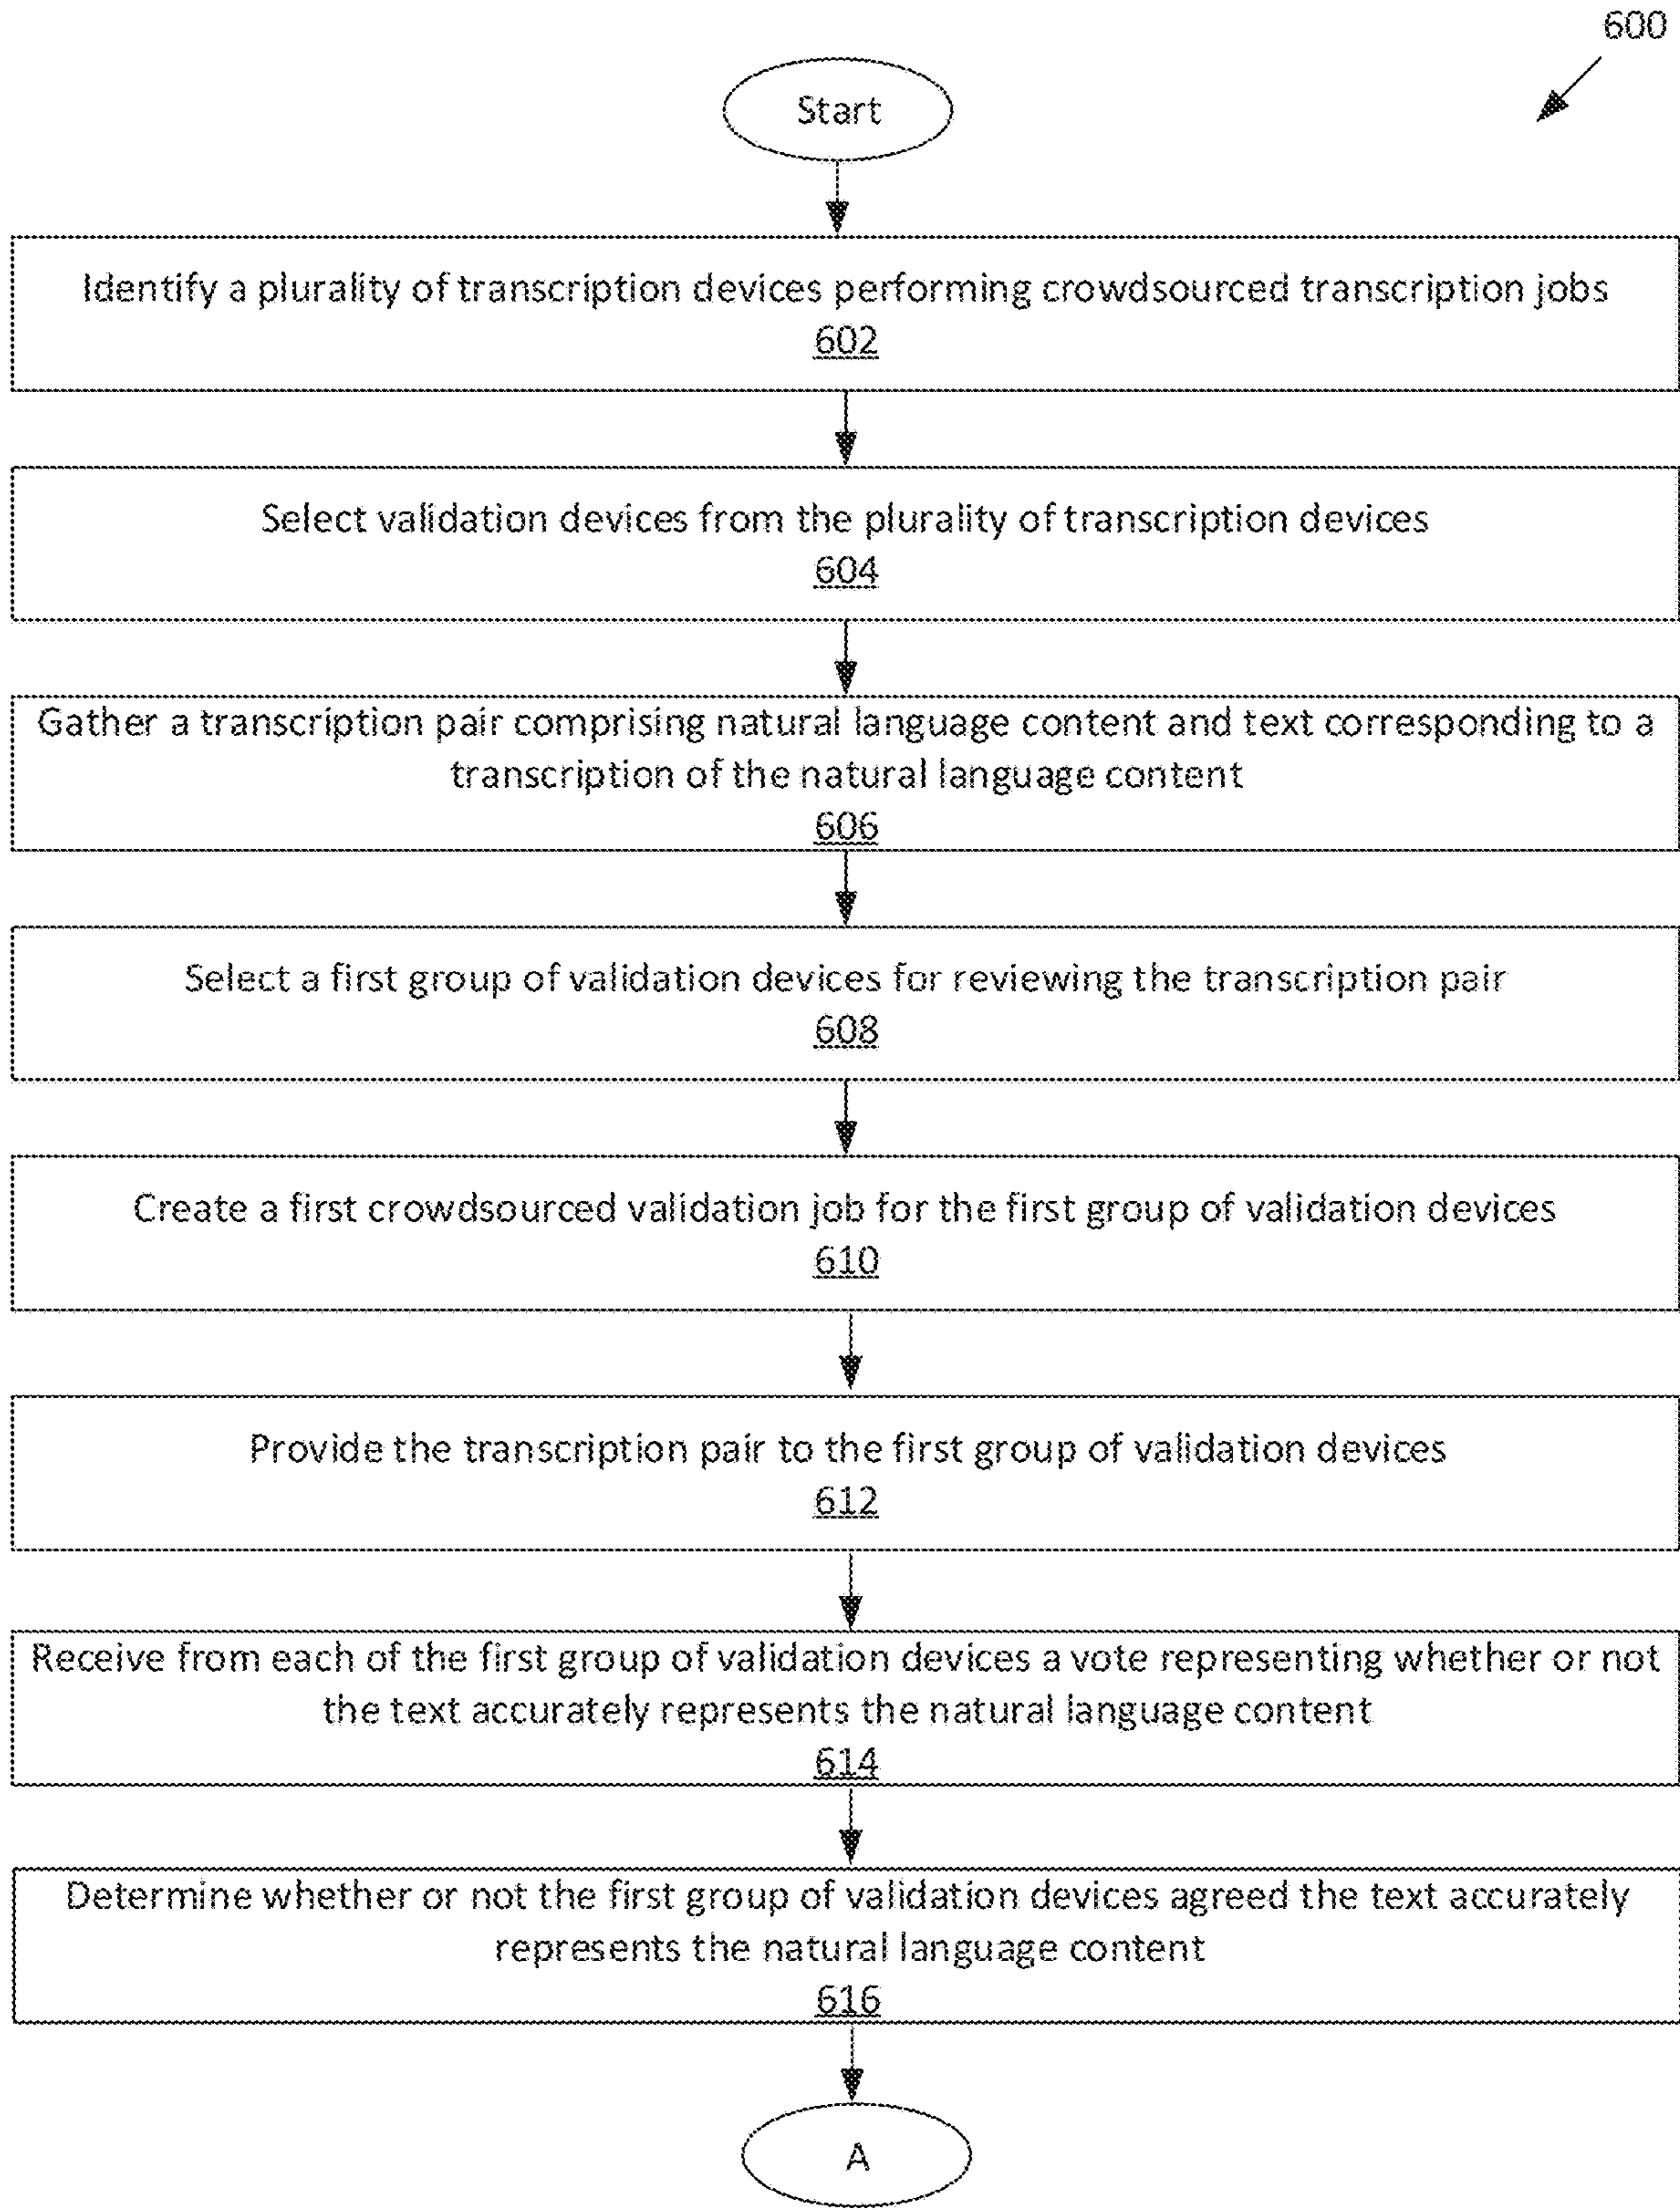 600
Start
Identify a plurality of transcription devices performing crowdsourced transcription jobs
602
Select validation devices from the plurality of transcription devices
604
Gather a transcription pair comprising natural language content and text corresponding to a
transcription of the natural language content
606
Select a first group of validation devices for reviewing the transcription pair
608
Create a first crowdsourced validation job for the first group of validation devices
610
Provide the transcription pair to the first group of validation devices
612
Receive from each of the first group of validation devices a vote representing whether or not
the text accurately represents the natural language content
614
Determine whether or not the first group of validation devices agreed the text accurately
represents the natural language content
616
A